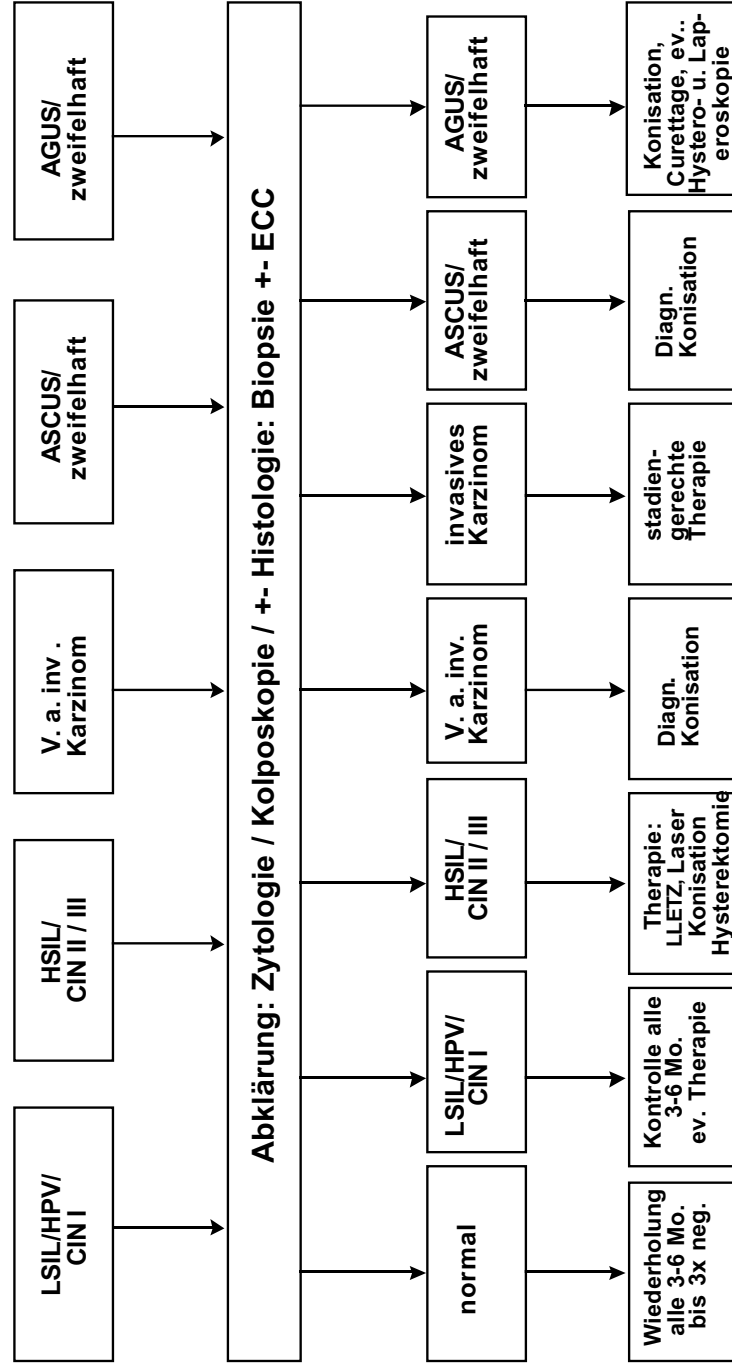 LSIL/HPV/
CIN I
HSIL/
CIN II / III
V. a. inv .
Karzinom
ASCUS/
zweifelhaft
AGUS/
zweifelhaft
Abklärung: Zytologie / Kolposkopie / +- Histologie: Biopsie +- ECC
normal
LSIL/HPV/
CIN I
HSIL/
CIN II / III
V. a. inv.
Karzinom
invasives
Karzinom
ASCUS/
zweifelhaft
AGUS/
zweifelhaft
Wiederholung
alle 3-6 Mo.
bis 3x neg.
Kontrolle alle
3-6 Mo.
ev. Therapie
Therapie:
LLETZ, Laser
Konisation
Hysterektomie
Diagn.
Konisation
stadien-
gerechte
Therapie
Diagn.
Konisation
Konisation,
Curettage, ev..
Hystero- u. Lap-
eroskopie